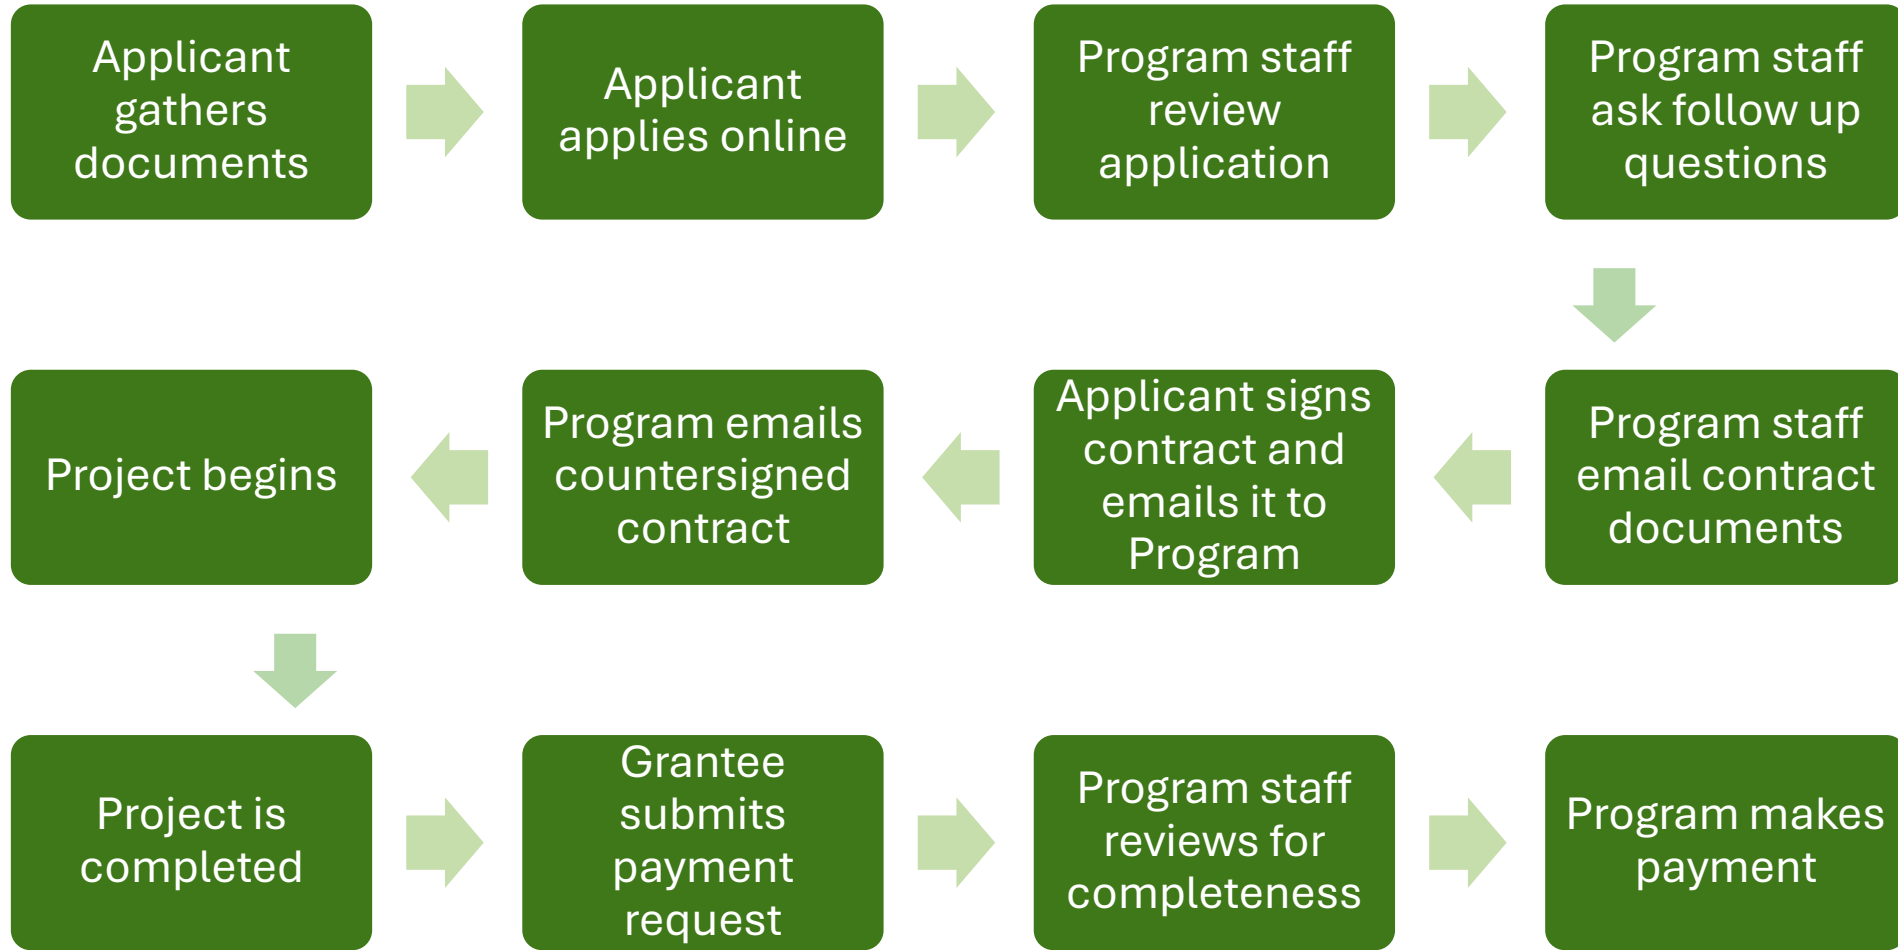 Applicant
gathers
documents
Applicant
applies online
Program staff
review
application
Program staff
ask follow up
questions
Program staff
email contract
documents
Applicant signs
contract and
emails it to
Program
Program emails
countersigned
contract
Project begins
Project is
completed
Grantee
submits
payment
request
Program staff
reviews for
completeness
Program makes
payment